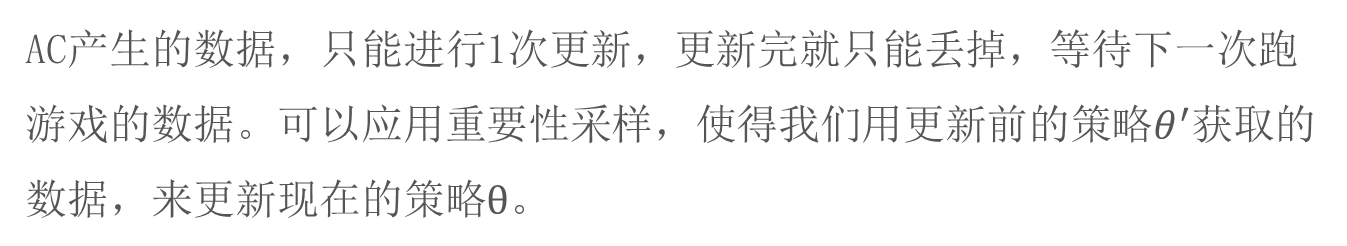 AC产生的数据，只能进行1次更新，更新完就只能丢掉，等待下一次跑
游戏的数据。可以应用重要性采样，使得我们用更新前的策略θ′获取的
数据，来更新现在的策略θ。